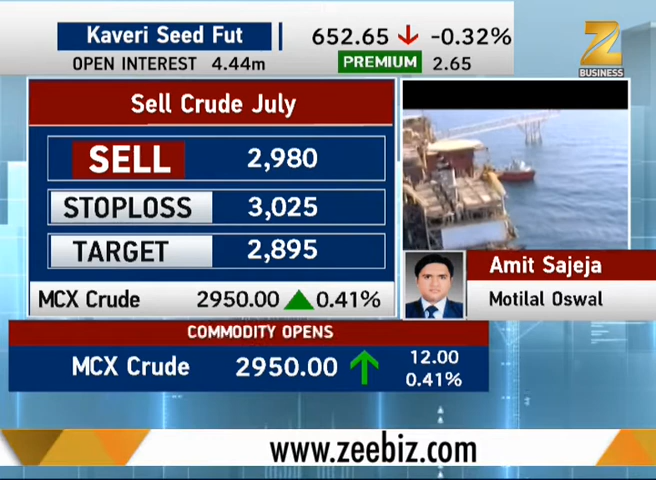 Kaveri Seed Fut 652.65 -0.32%
OPEN INTEREST 4.44m PREMIUM 2.65
Z
BUSINESS
Sell Crude July
SELL 2,980
STOPLOSS 3,025
TARGET 2,895
MCX Crude 2950.00 0.41%
Amit Sajeja
Motilal Oswal
COMMODITY OPENS
MCX Crude 2950.00 12.00
0.41%
www.zeebiz.com